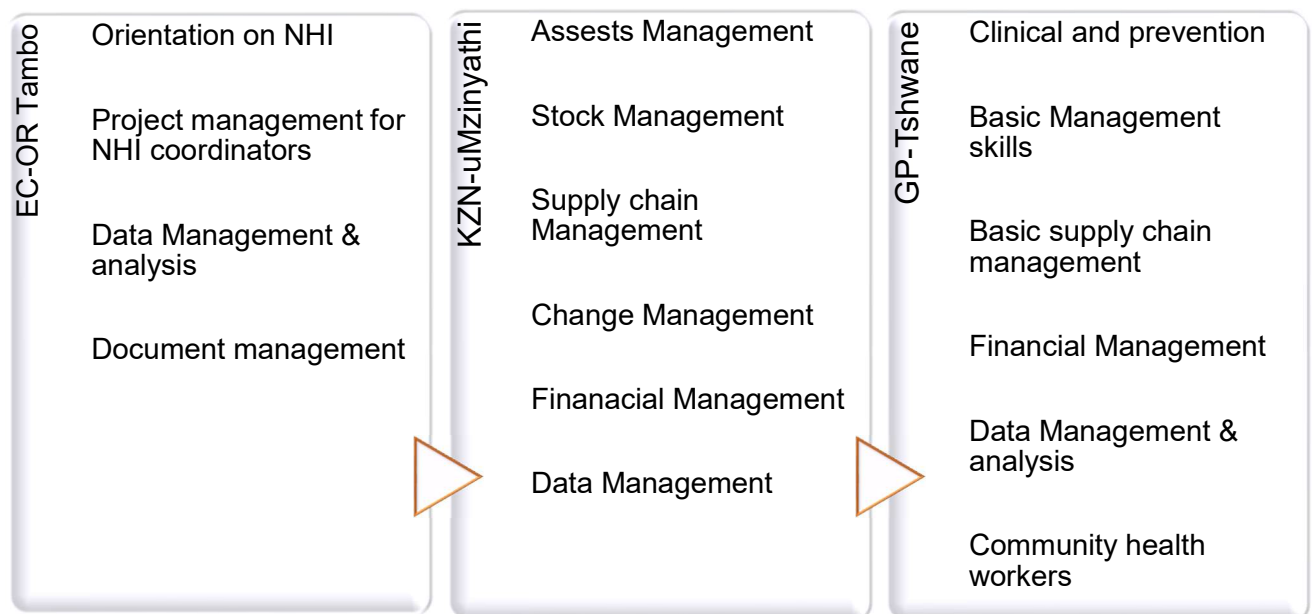 EC-OR Tambo
Orientation on NHI
Project management for
NHI coordinators
Data Management &
analysis
Document management
KZN-uMzinyathi
Assests Management
Stock Management
Supply chain
Management
Change Management
Finanacial Management
Data Management
GP-Tshwane
Clinical and prevention
Basic Management
skills
Basic supply chain
management
Financial Management
Data Management &
analysis
Community health
workers